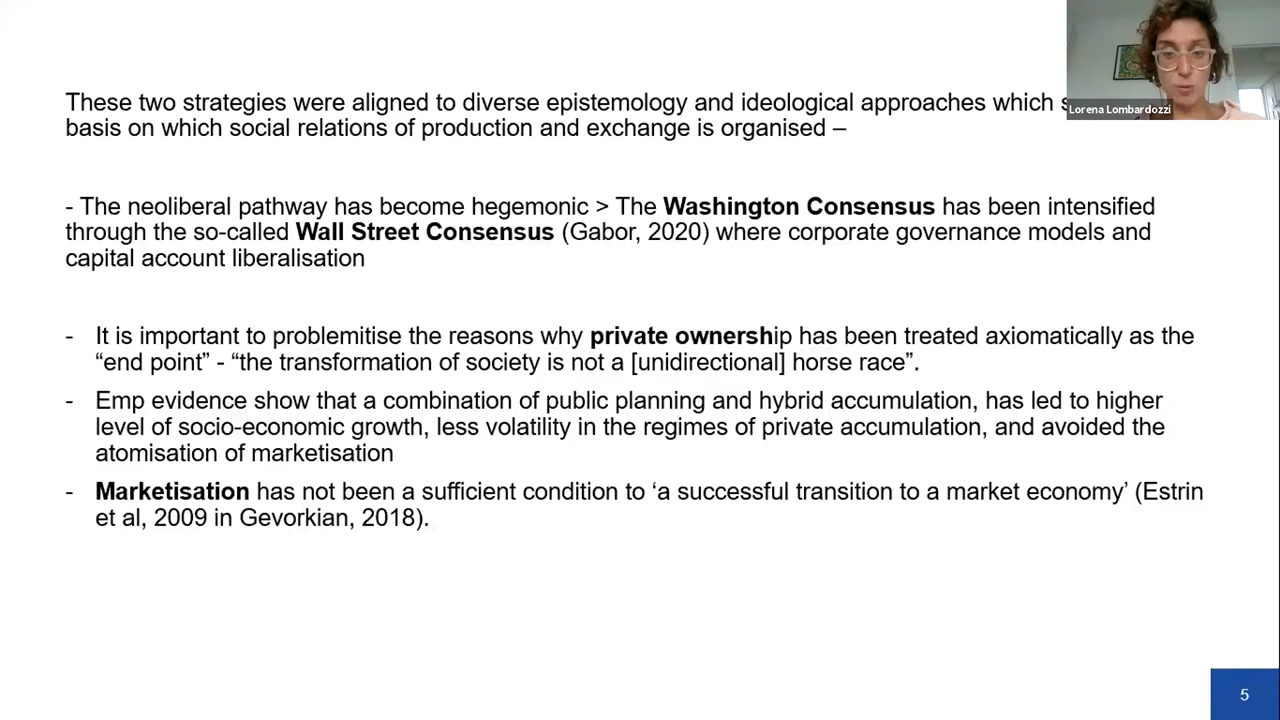 These two strategies were aligned to diverse epistemology and ideological approaches which
Lorena Lombardozzi
basis on which social relations of production and exchange is organised –
- The neoliberal pathway has become hegemonic > The Washington Consensus has been intensified
through the so-called Wall Street Consensus (Gabor, 2020) where corporate governance models and
capital account liberalisation
- It is important to problemitise the reasons why private ownership has been treated axiomatically as the
“end point” - “the transformation of society is not a [unidirectional] horse race”.
- Emp evidence show that a combination of public planning and hybrid accumulation, has led to higher
level of socio-economic growth, less volatility in the regimes of private accumulation, and avoided the
atomisation of marketisation
- Marketisation has not been a sufficient condition to ‘a successful transition to a market economy’ (Estrin
et al, 2009 in Gevorkian, 2018).
5